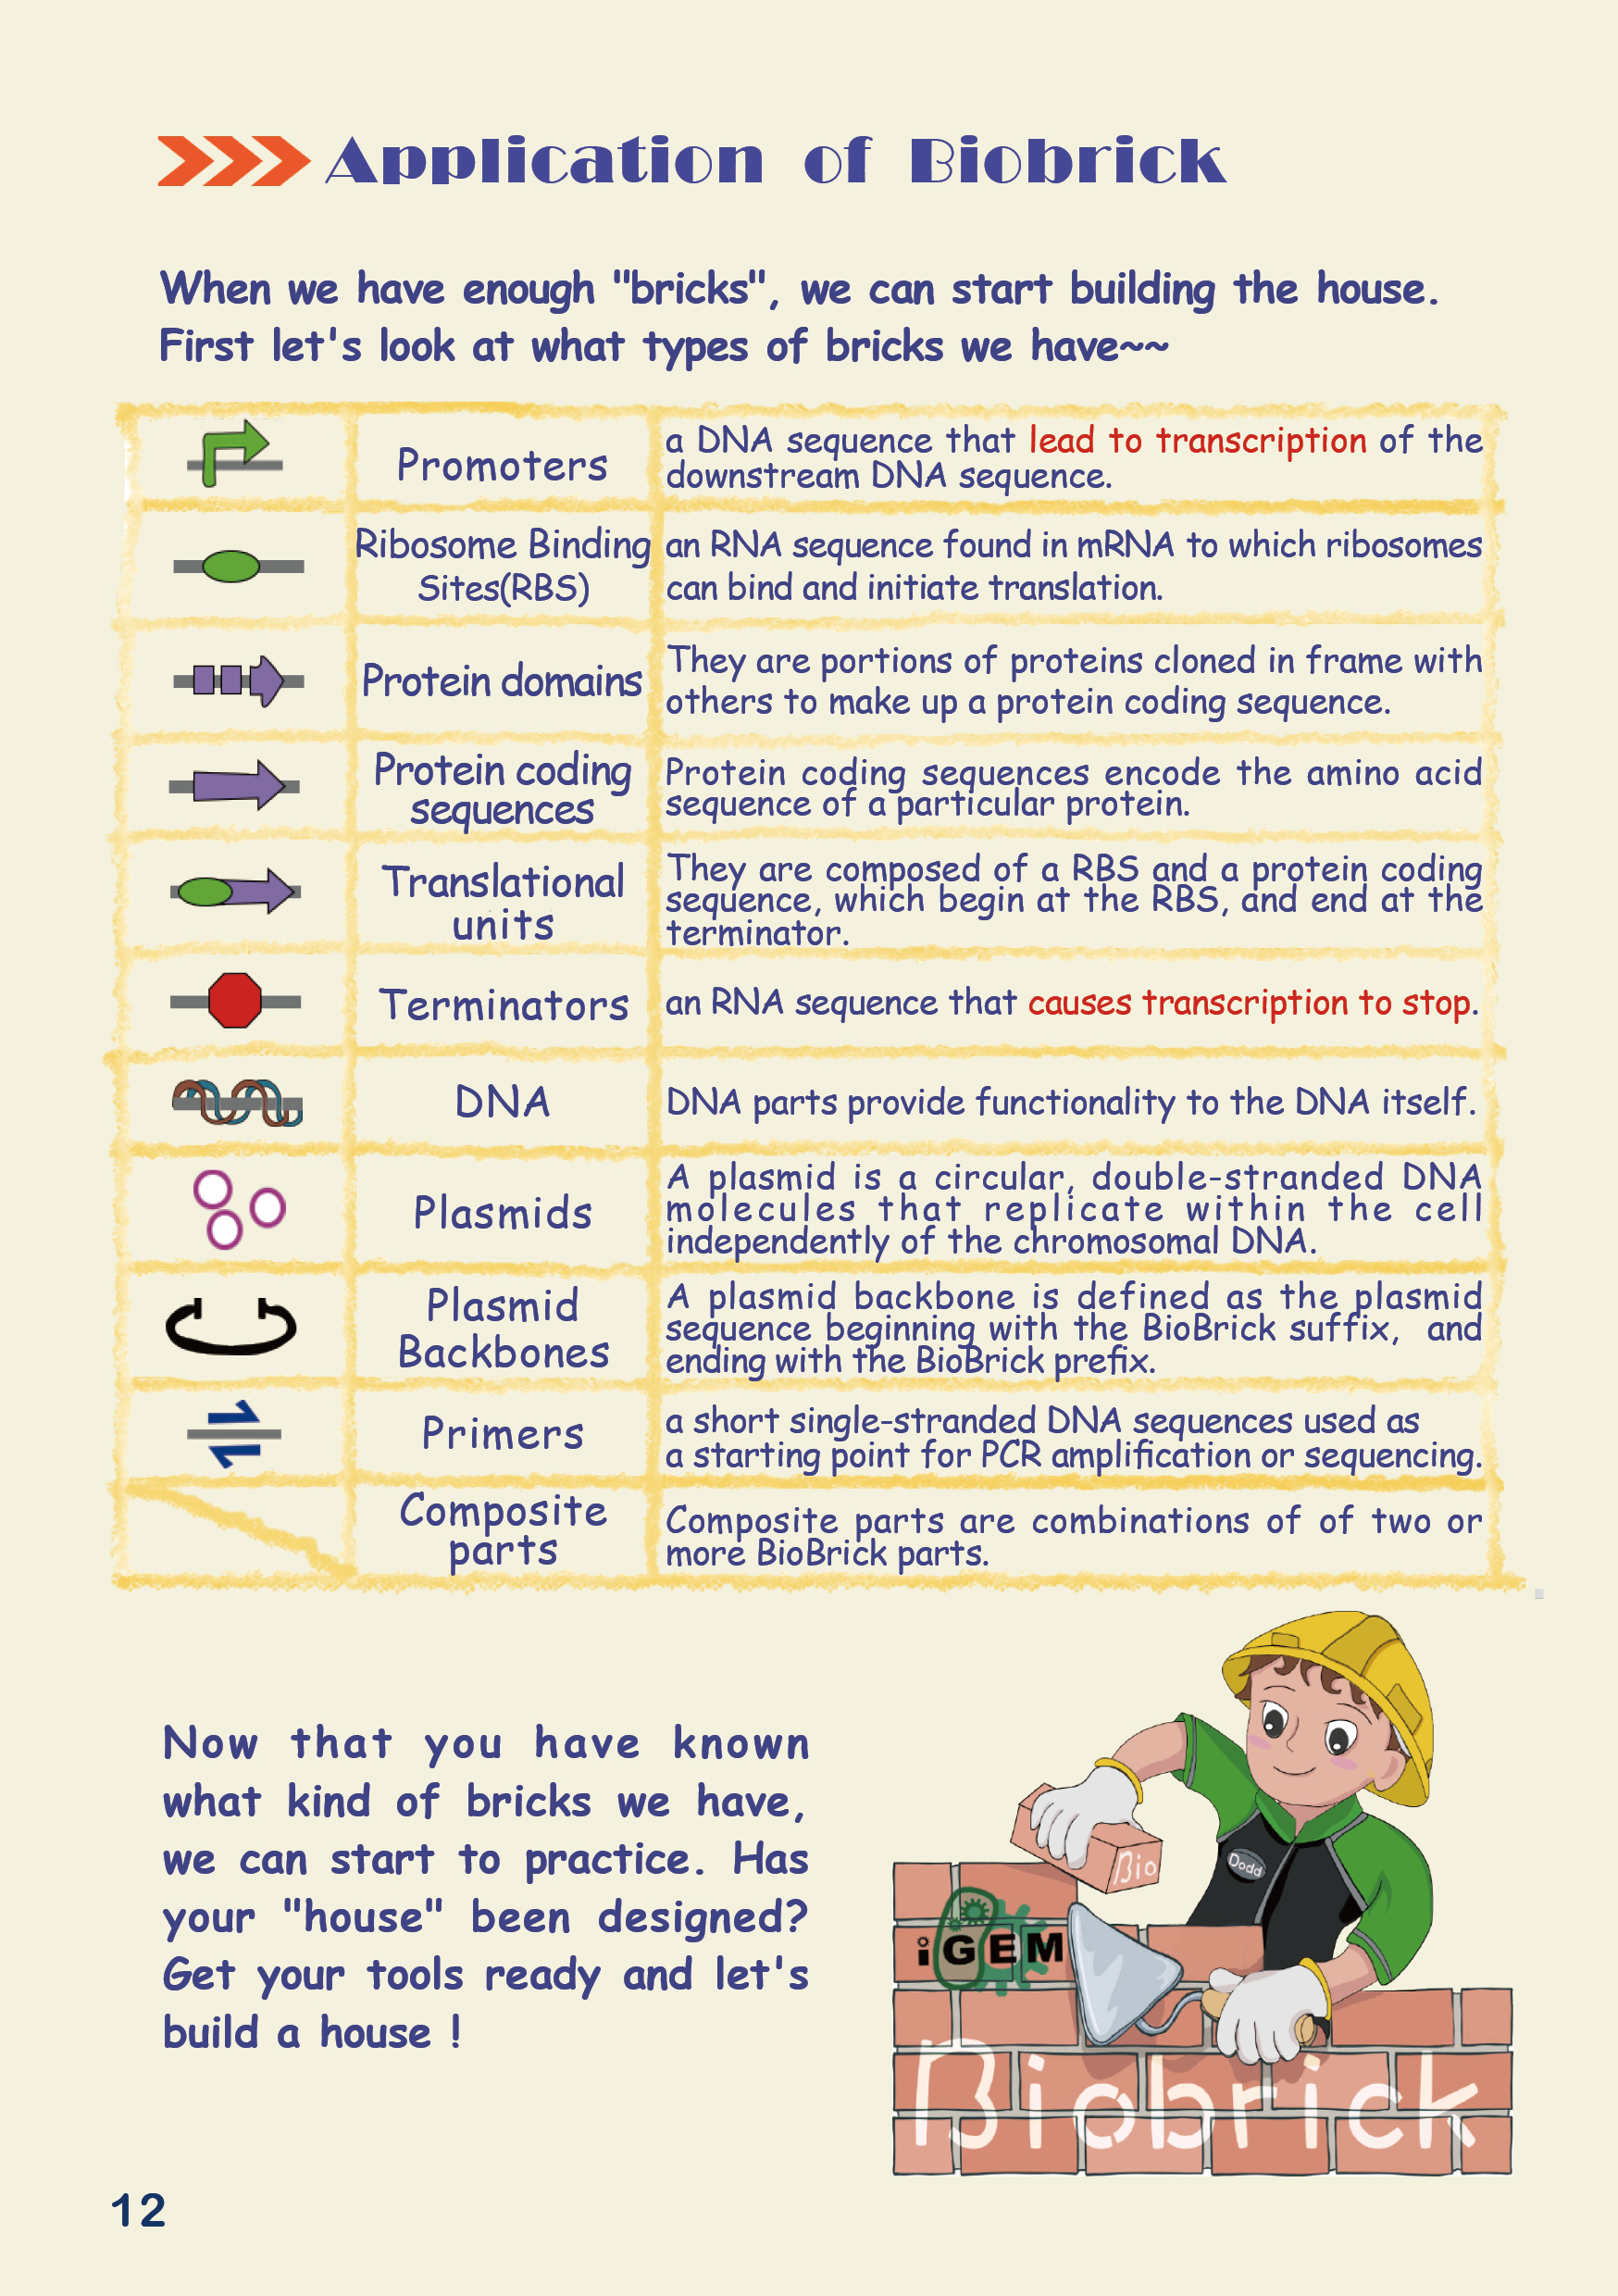 Application of Biobrick
When we have enough "bricks", we can start building the house.
First let's look at what types of bricks we have~~
Promoters
a DNA sequence that lead to transcription of the
downstream DNA sequence.
Ribosome Binding
Sites(RBS)
an RNA sequence found in mRNA to which ribosomes
can bind and initiate translation.
Protein domains
They are portions of proteins cloned in frame with
others to make up a protein coding sequence.
Protein coding
sequences
Protein coding sequences encode the amino acid
sequence of a particular protein.
Translational
units
They are composed of a RBS and a protein coding
sequence, which begin at the RBS, and end at the
terminator.
Terminators
an RNA sequence that causes transcription to stop.
DNA
DNA parts provide functionality to the DNA itself.
Plasmids
A plasmid is a circular, double-stranded DNA
molecules that replicate within the cell
independently of the chromosomal DNA.
Plasmid
Backbones
A plasmid backbone is defined as the plasmid
sequence beginning with the BioBrick suffix, and
ending with the BioBrick prefix.
Primers
a short single-stranded DNA sequences used as
a starting point for PCR amplification or sequencing.
Composite
parts
Composite parts are combinations of of two or
more BioBrick parts.
Now that you have known
what kind of bricks we have,
we can start to practice. Has
your "house" been designed?
Get your tools ready and let's
build a house !
Dodd
Bio
iGEM
Biobrick
12